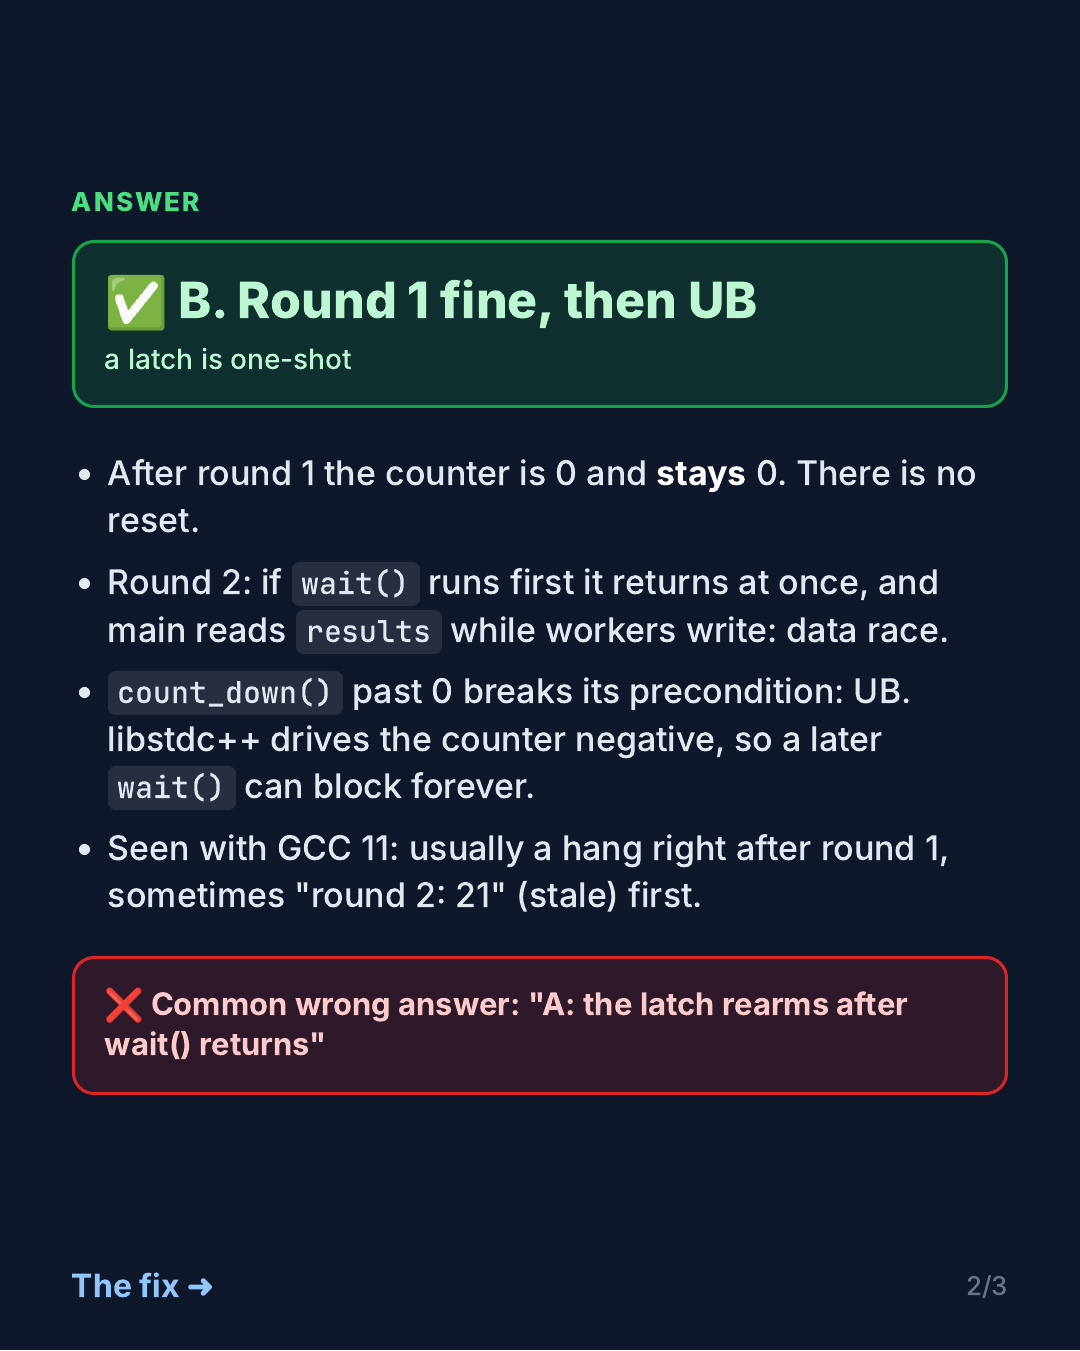 ANSWER
✅ B. Round 1 fine, then UB
a latch is one-shot
• After round 1 the counter is 0 and stays 0. There is no
reset.
• Round 2: if wait() runs first it returns at once, and
main reads results while workers write: data race.
• count_down() past 0 breaks its precondition: UB.
libstdc++ drives the counter negative, so a later
wait() can block forever.
• Seen with GCC 11: usually a hang right after round 1,
sometimes "round 2: 21" (stale) first.
❌ Common wrong answer: "A: the latch rearms after
wait() returns"
The fix ➜
2/3